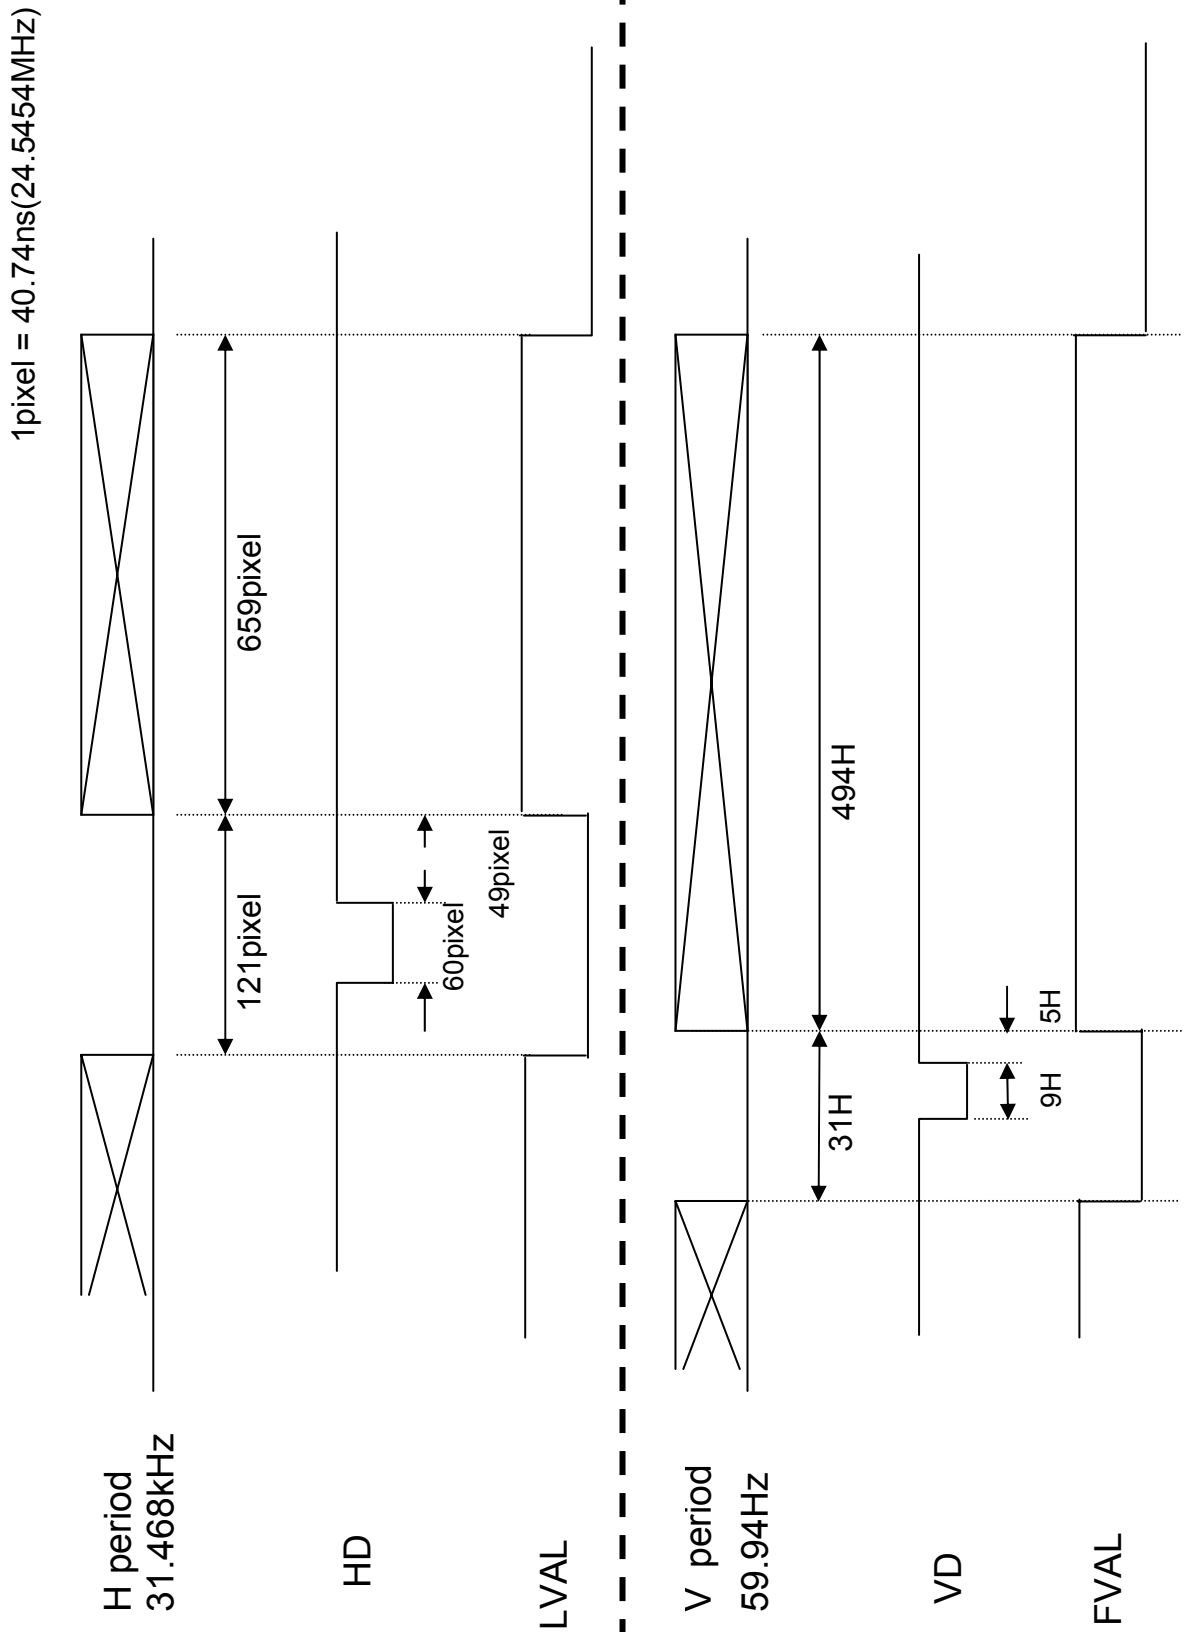 1pixel = 40.74ns(24.5454MHz)
H period
31.468kHz
121pixel
659pixel
HD
60pixel
49pixel
LVAL
V period
59.94Hz
31H
494H
VD
9H
5H
FVAL